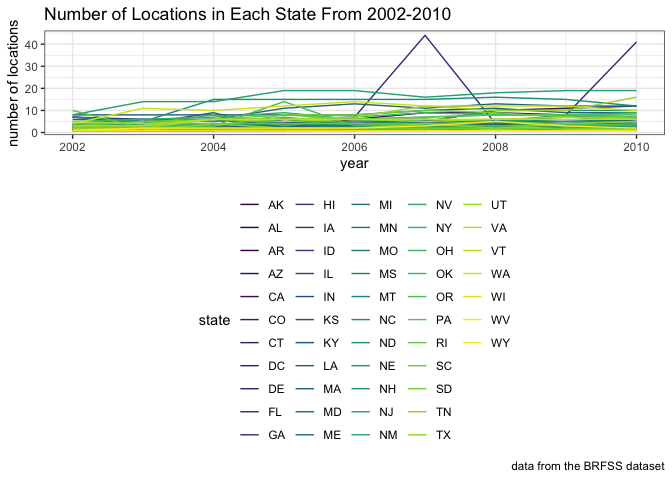 Number of Locations in Each State From 2002-2010
number of locations
40
30
20
10
0
2002 2004 2006 2008 2010
year
state
AK HI MI NV UT
AL IA MN NY VA
AR ID MO OH VT
AZ IL MS OK WA
CA IN MT OR WI
CO KS NC PA WV
CT KY ND RI WY
DC LA NE SC
DE MA NH SD
FL MD NJ TN
GA ME NM TX
data from the BRFSS dataset